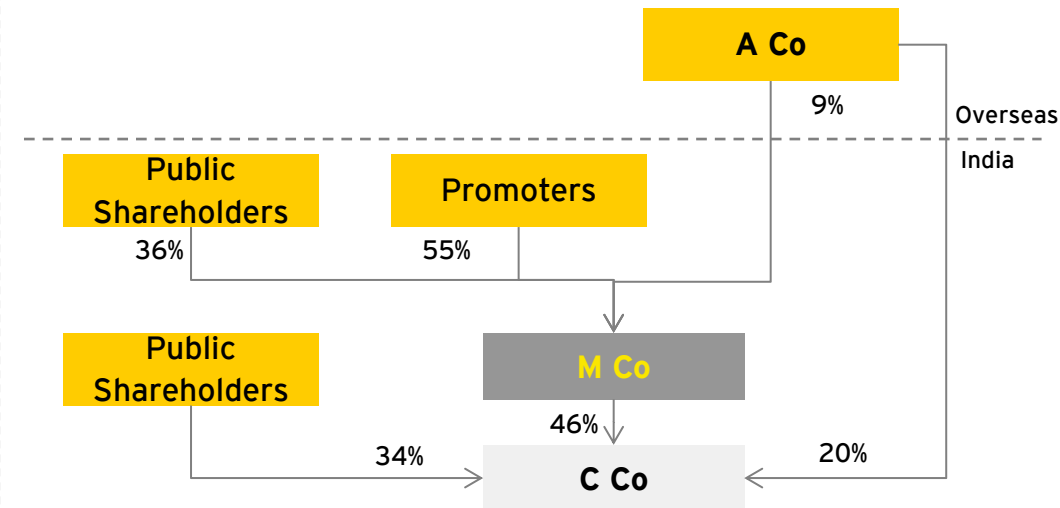 A Co
9%
Overseas
India
Public
Shareholders
Promoters
36%
55%
Public
Shareholders
M Co
46%
34%
20%
C Co